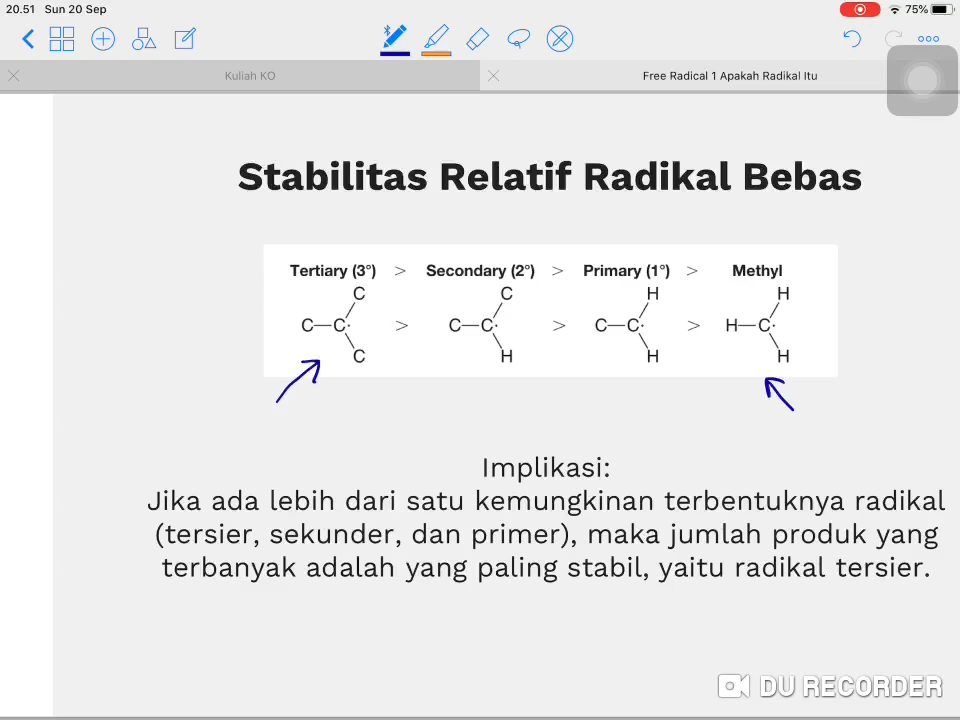 20.51 Sun 20 Sep 75%
Kuliah KO Free Radical 1 Apakah Radikal Itu
Stabilitas Relatif Radikal Bebas
Tertiary (3°) > Secondary (2°) > Primary (1°) > Methyl
C C H H
C—C· > C—C· > C—C· > H—C·
C H H H
Implikasi:
Jika ada lebih dari satu kemungkinan terbentuknya radikal
(tersier, sekunder, dan primer), maka jumlah produk yang
terbanyak adalah yang paling stabil, yaitu radikal tersier.
DU RECORDER